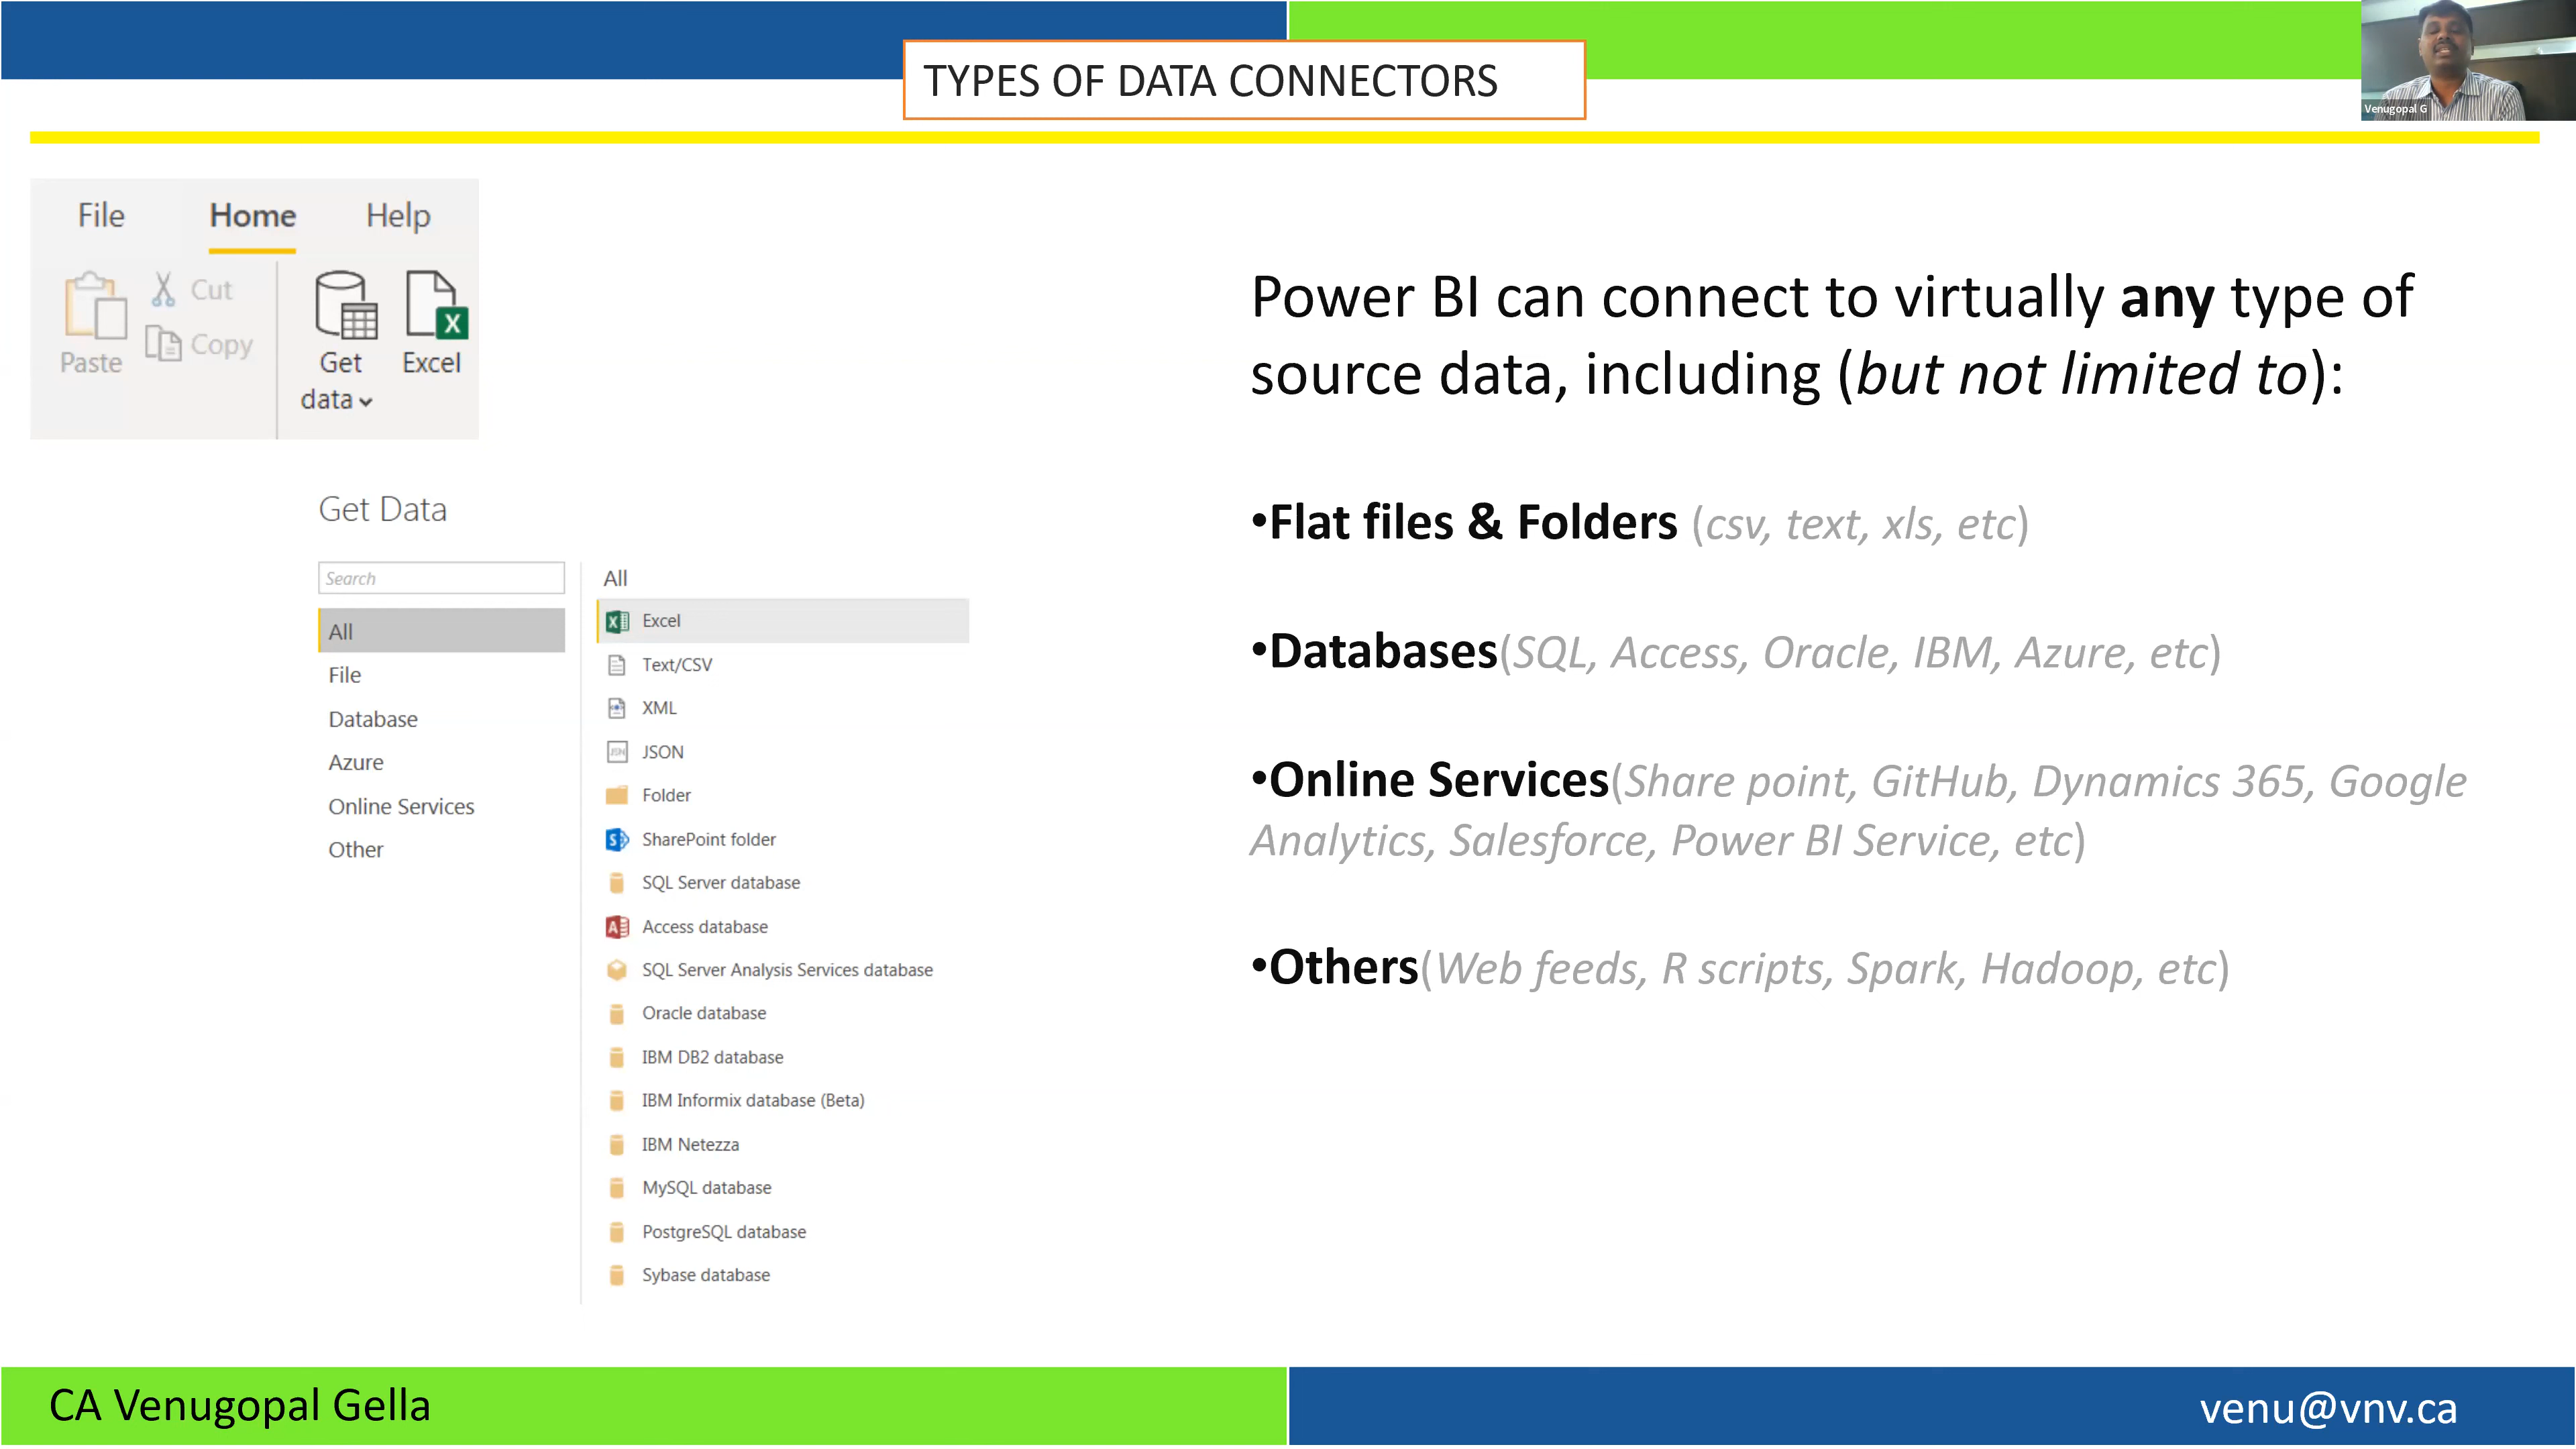 TYPES OF DATA CONNECTORS
Venugopal G
File Home Help
Paste
Cut
Copy
Get data
Excel
Get Data
Search
All
File
Database
Azure
Online Services
Other
All
Excel
Text/CSV
XML
JSON
Folder
SharePoint folder
SQL Server database
Access database
SQL Server Analysis Services database
Oracle database
IBM DB2 database
IBM Informix database (Beta)
IBM Netezza
MySQL database
PostgreSQL database
Sybase database
Power BI can connect to virtually any type of
source data, including (but not limited to):
•Flat files & Folders (csv, text, xls, etc)
•Databases(SQL, Access, Oracle, IBM, Azure, etc)
•Online Services(Share point, GitHub, Dynamics 365, Google
Analytics, Salesforce, Power BI Service, etc)
•Others(Web feeds, R scripts, Spark, Hadoop, etc)
CA Venugopal Gella
venu@vnv.ca